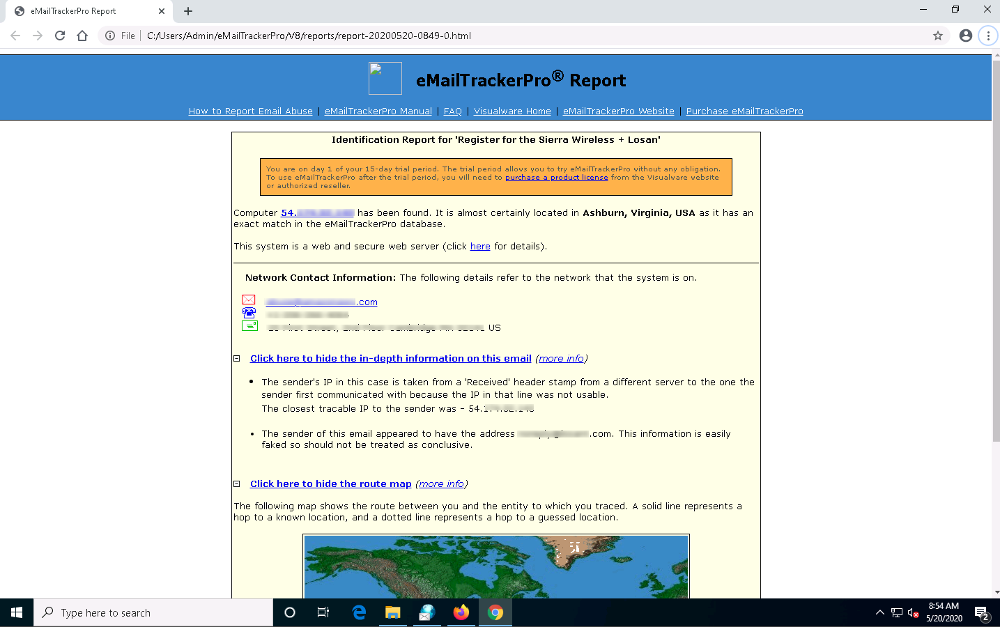 eMailTrackerPro Report
File | C:/Users/Admin/eMailTrackerPro/V8/reports/report-20200520-0849-0.html
eMailTrackerPro® Report
How to Report Email Abuse | eMailTrackerPro Manual | FAQ | Visualware Home | eMailTrackerPro Website | Purchase eMailTrackerPro
Identification Report for 'Register for the Sierra Wireless + Losan'
You are on day 1 of your 15-day trial period. The trial period allows you to try eMailTrackerPro without any obligation.
To use eMailTrackerPro after the trial period, you will need to purchase a product license from the Visualware website
or authorized reseller.
Computer 54. has been found. It is almost certainly located in Ashburn, Virginia, USA as it has an
exact match in the eMailTrackerPro database.
This system is a web and secure web server (click here for details).
Network Contact Information: The following details refer to the network that the system is on.
.com
US
Click here to hide the in-depth information on this email (more info)
• The sender's IP in this case is taken from a 'Received' header stamp from a different server to the one the
sender first communicated with because the IP in that line was not usable.
The closest tracable IP to the sender was - 54.
• The sender of this email appeared to have the address .com. This information is easily
faked so should not be treated as conclusive.
Click here to hide the route map (more info)
The following map shows the route between you and the entity to which you traced. A solid line represents a
hop to a known location, and a dotted line represents a hop to a guessed location.
Type here to search
8:54 AM
5/20/2020
2